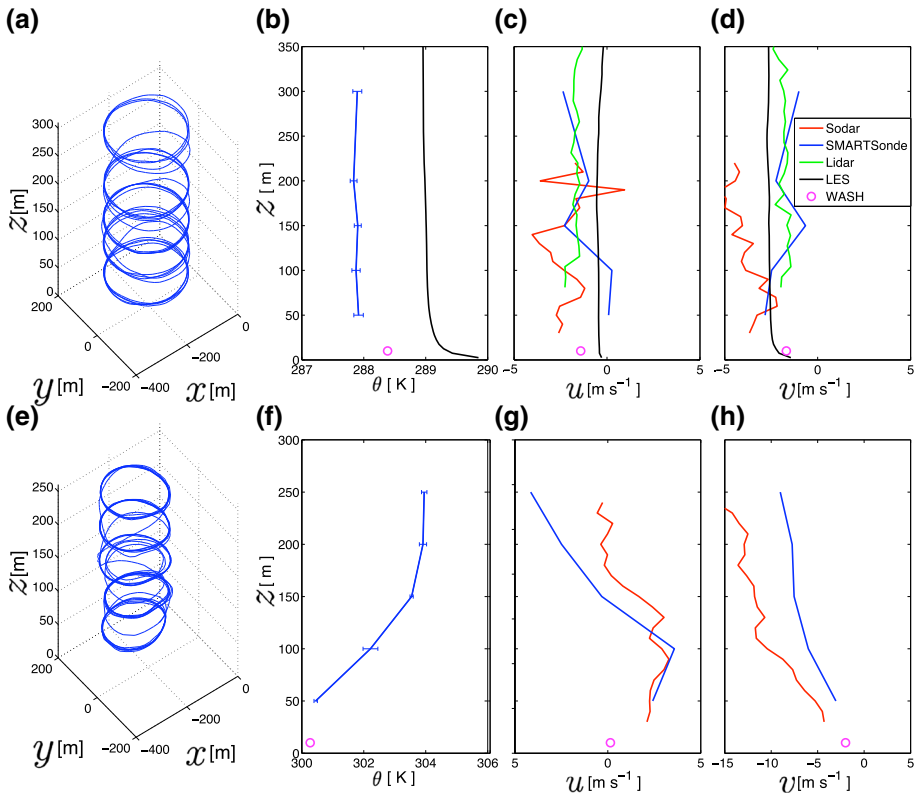 (a)
(b)
(c)
(d)
300
250
200
150
100
50
0
z[m]
200
0
−200
y[m]
−400
−200
0
x[m]
350
300
250
200
150
100
50
0
z[ m]
287
288
289
290
θ[ K]
−5
0
5
u[m s⁻¹]
−5
0
5
v[m s⁻¹]
Sodar
SMARTSonde
Lidar
LES
WASH
(e)
(f)
(g)
(h)
250
200
150
100
50
0
z[m]
200
0
−200
y[m]
−400
−200
0
x[m]
300
250
200
150
100
50
0
z[ m]
300
302
304
306
θ[ K]
5
0
5
u[m s⁻¹]
−15
−10
−5
0
5
v[m s⁻¹]